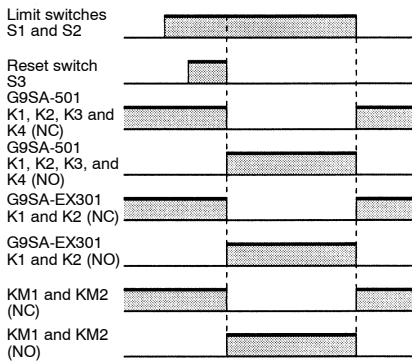 Limit switches
S1 and S2
Reset switch
S3
G9SA-501
K1, K2, K3 and
K4 (NC)
G9SA-501
K1, K2, K3, and
K4 (NO)
G9SA-EX301
K1 and K2 (NC)
G9SA-EX301
K1 and K2 (NO)
KM1 and KM2
(NC)
KM1 and KM2
(NO)